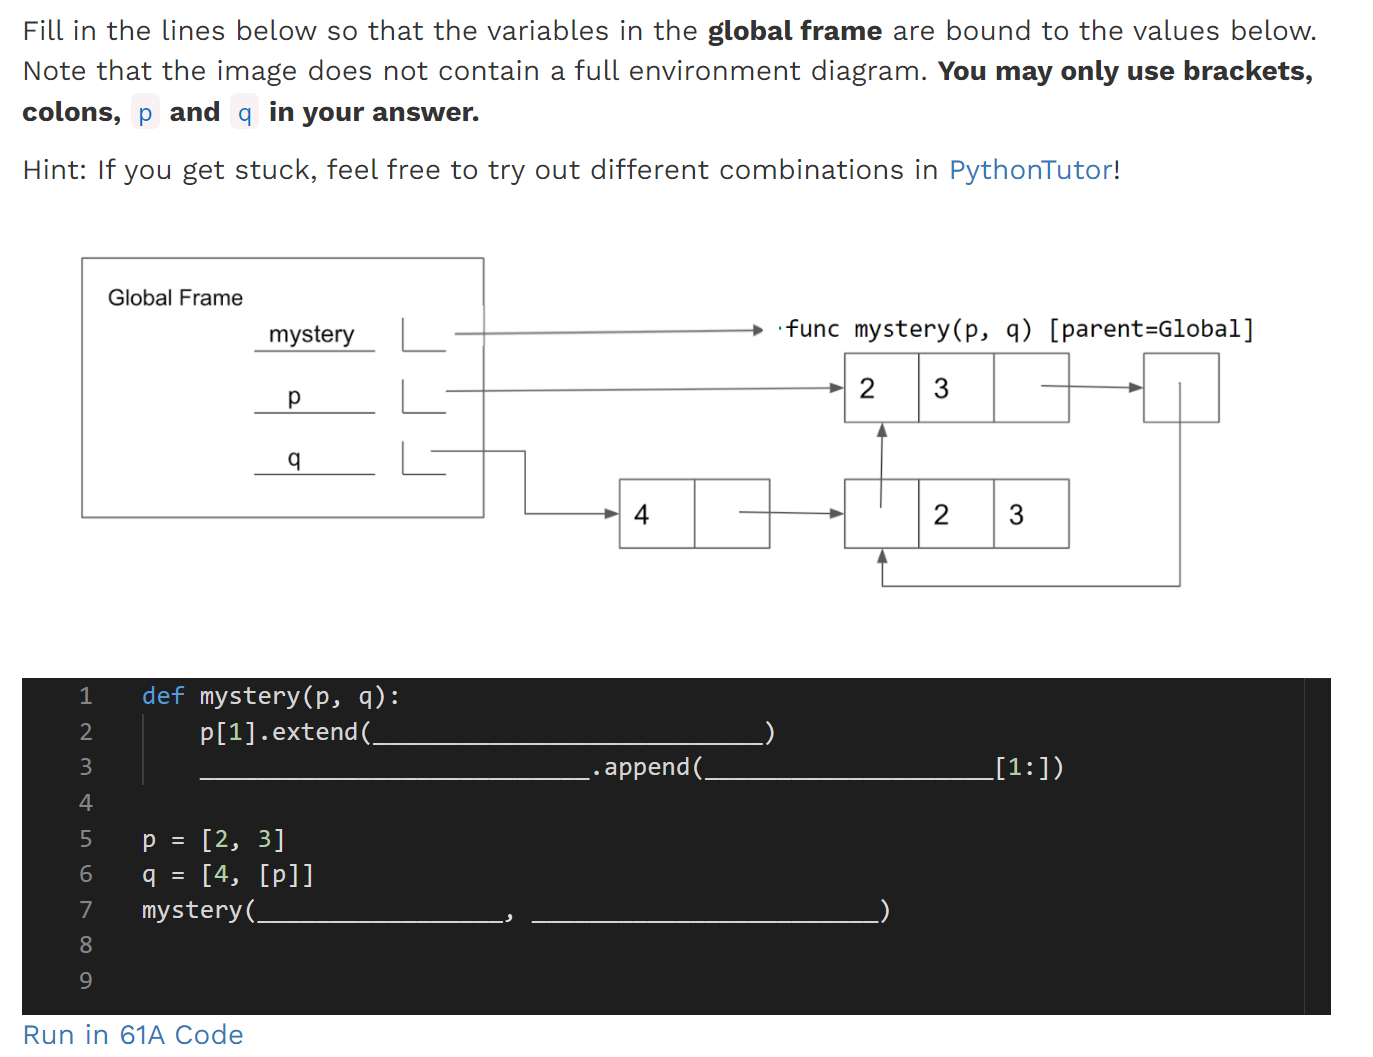 Fill in the lines below so that the variables in the global frame are bound to the values below.
Note that the image does not contain a full environment diagram. You may only use brackets,
colons, p and q in your answer.
Hint: If you get stuck, feel free to try out different combinations in PythonTutor!
Global Frame
mystery
func mystery(p, q) [parent=Global]
p
2 3
q
4
2 3
1 def mystery(p, q):
2 p[1].extend(___________________________)
3 ___________________________.append(____________________[1:])
4
5 p = [2, 3]
6 q = [4, [p]]
7 mystery(_________________, ________________________)
8
9
Run in 61A Code